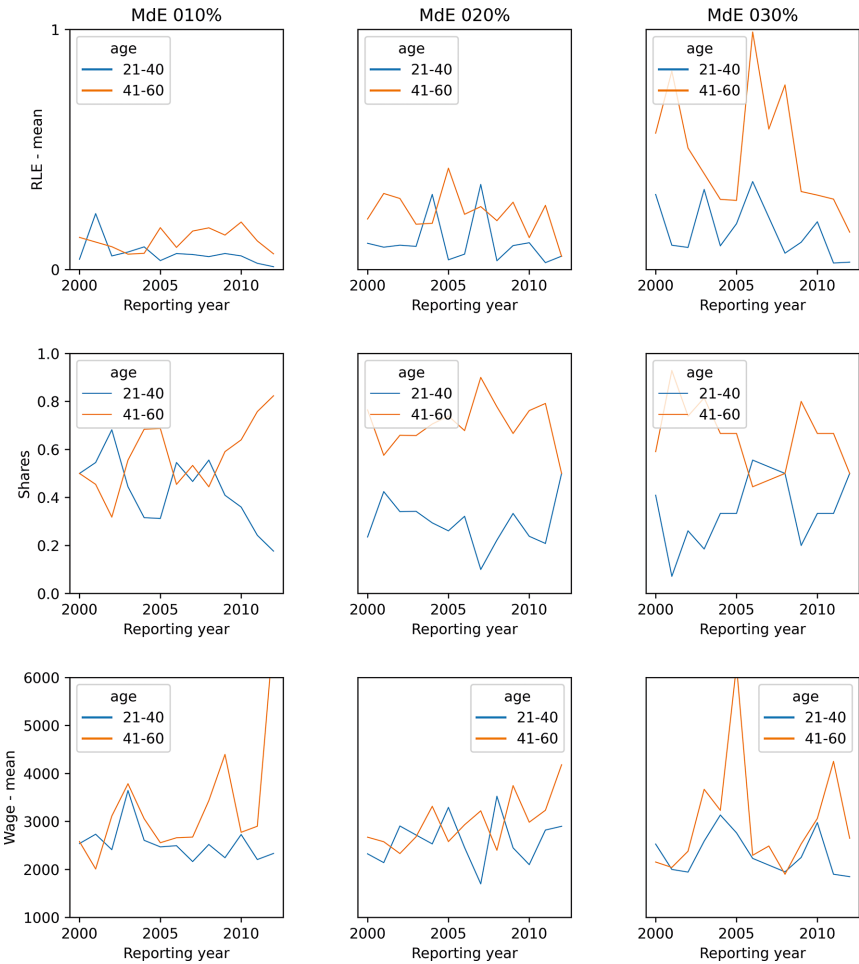 MdE 010%
MdE 020%
MdE 030%
1
0
RLE - mean
age
21-40
41-60
2000
2005
2010
Reporting year
age
21-40
41-60
2000
2005
2010
Reporting year
age
21-40
41-60
2000
2005
2010
Reporting year
1.0
0.8
0.6
0.4
0.2
0.0
Shares
age
21-40
41-60
2000
2005
2010
Reporting year
age
21-40
41-60
2000
2005
2010
Reporting year
age
21-40
41-60
2000
2005
2010
Reporting year
6000
5000
4000
3000
2000
1000
Wage - mean
age
21-40
41-60
2000
2005
2010
Reporting year
age
21-40
41-60
2000
2005
2010
Reporting year
age
21-40
41-60
2000
2005
2010
Reporting year